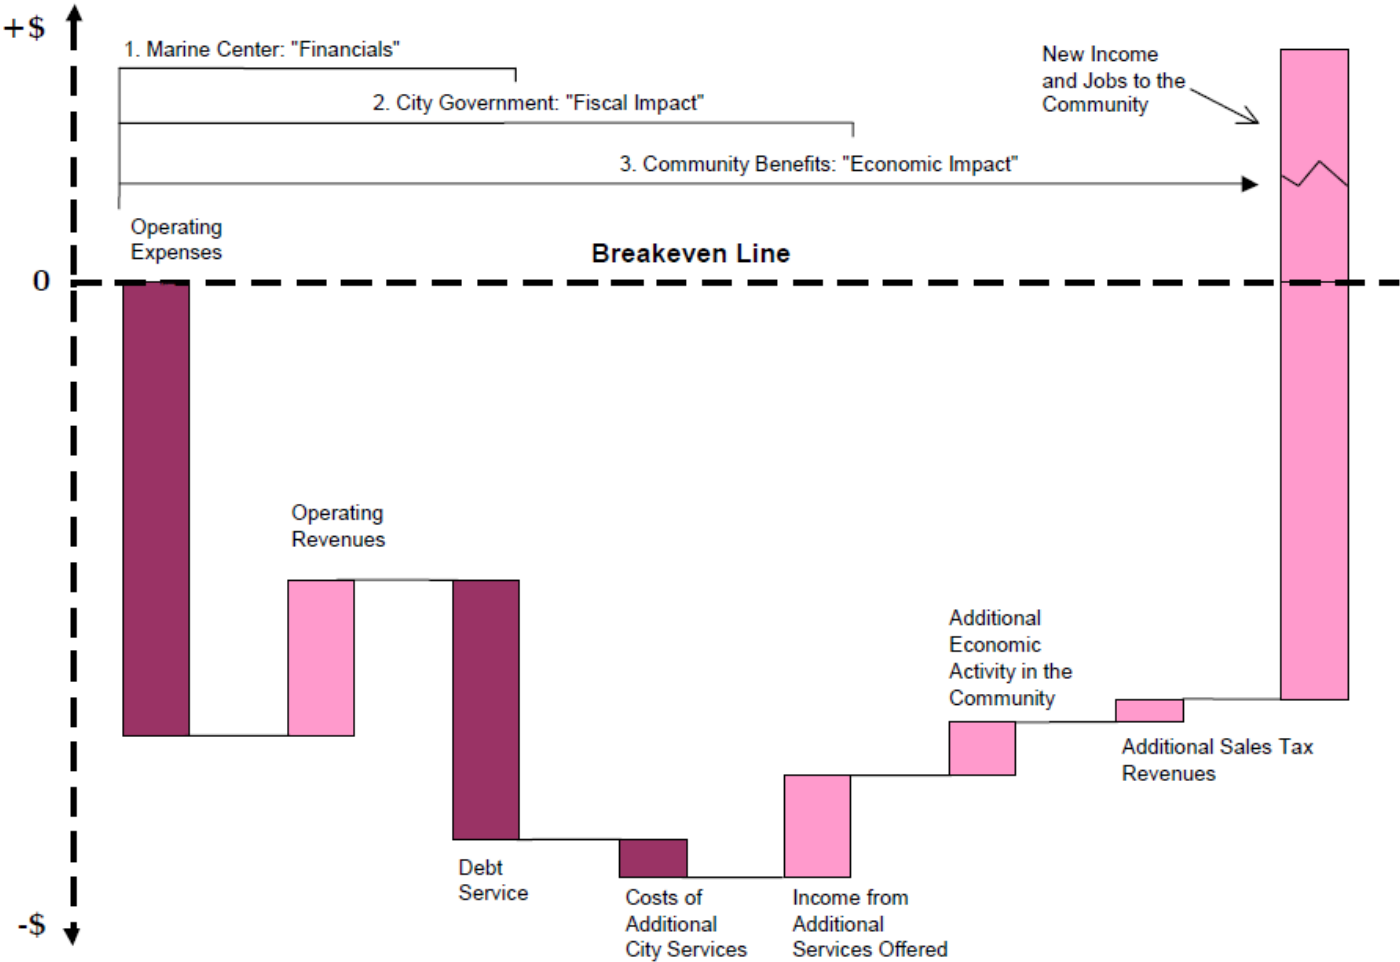 +$
1. Marine Center: "Financials"
2. City Government: "Fiscal Impact"
3. Community Benefits: "Economic Impact"
New Income
and Jobs to the
Community
Operating
Expenses
Breakeven Line
0
Operating
Revenues
Additional
Economic
Activity in the
Community
Additional Sales Tax
Revenues
Debt
Service
Costs of
Additional
City Services
Income from
Additional
Services Offered
-$